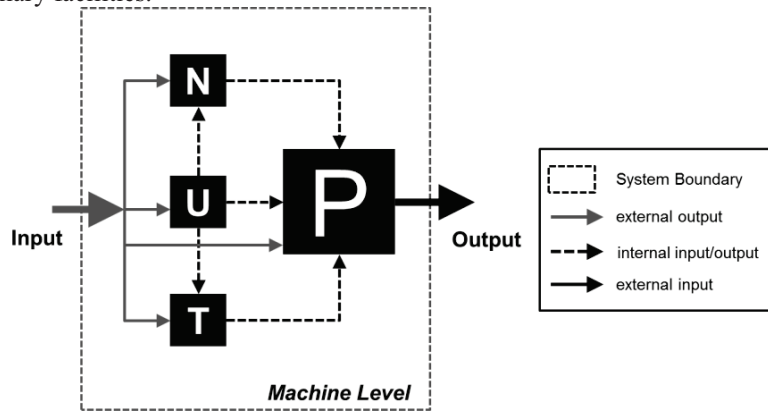 N
U
P
T
Input
Output
Machine Level
System Boundary
external output
internal input/output
external input